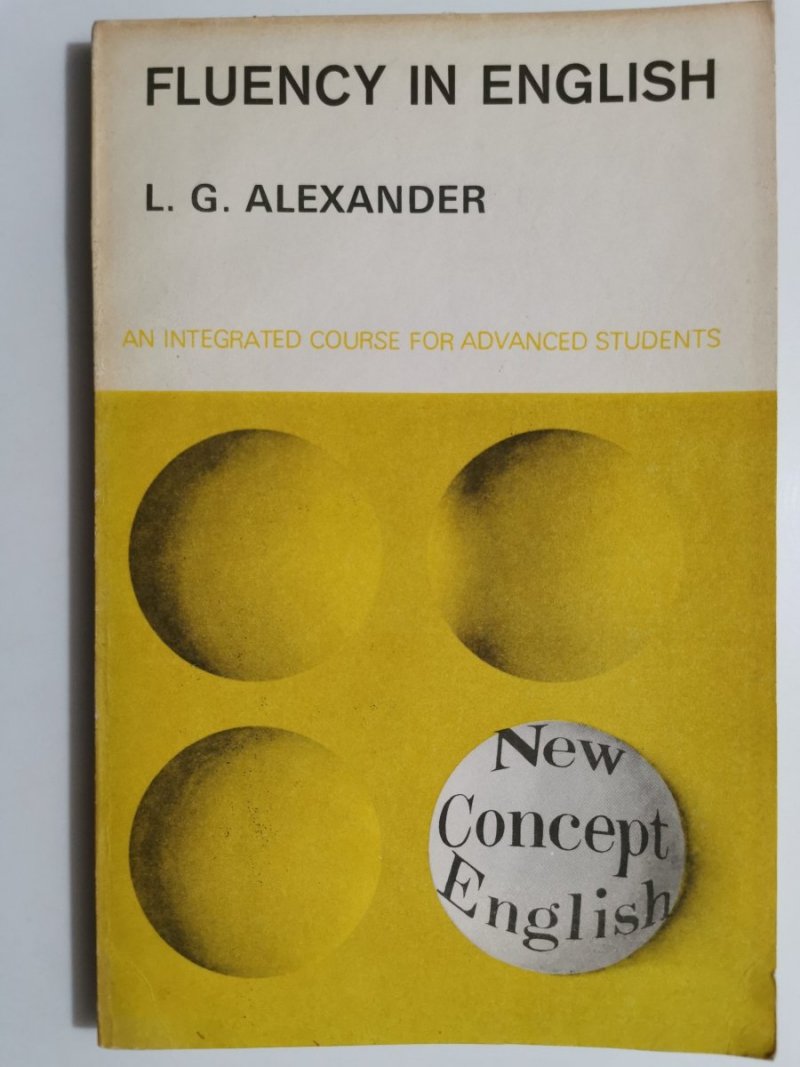 FLUENCY IN ENGLISH
L. G. ALEXANDER
AN INTEGRATED COURSE FOR ADVANCED STUDENTS
New
Concept
English